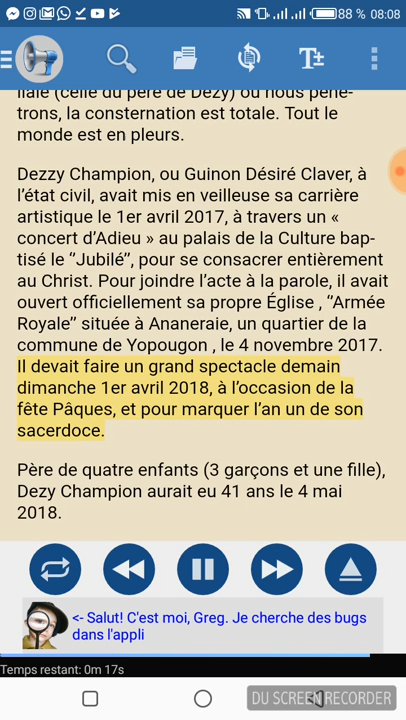 88 % 08:08
T±
liale (celle du père de Dezy) où nous péné-
trons, la consternation est totale. Tout le
monde est en pleurs.
Dezzy Champion, ou Guinon Désiré Claver, à
l’état civil, avait mis en veilleuse sa carrière
artistique le 1er avril 2017, à travers un «
concert d’Adieu » au palais de la Culture bap-
tisé le ‘’Jubilé’’, pour se consacrer entièrement
au Christ. Pour joindre l’acte à la parole, il avait
ouvert officiellement sa propre Église , ‘’Armée
Royale’’ située à Ananeraie, un quartier de la
commune de Yopougon , le 4 novembre 2017.
Il devait faire un grand spectacle demain
dimanche 1er avril 2018, à l’occasion de la
fête Pâques, et pour marquer l’an un de son
sacerdoce.
Père de quatre enfants (3 garçons et une fille),
Dezy Champion aurait eu 41 ans le 4 mai
2018.
<- Salut! C'est moi, Greg. Je cherche des bugs
dans l'appli
Temps restant: 0m 17s
DU SCREEN RECORDER